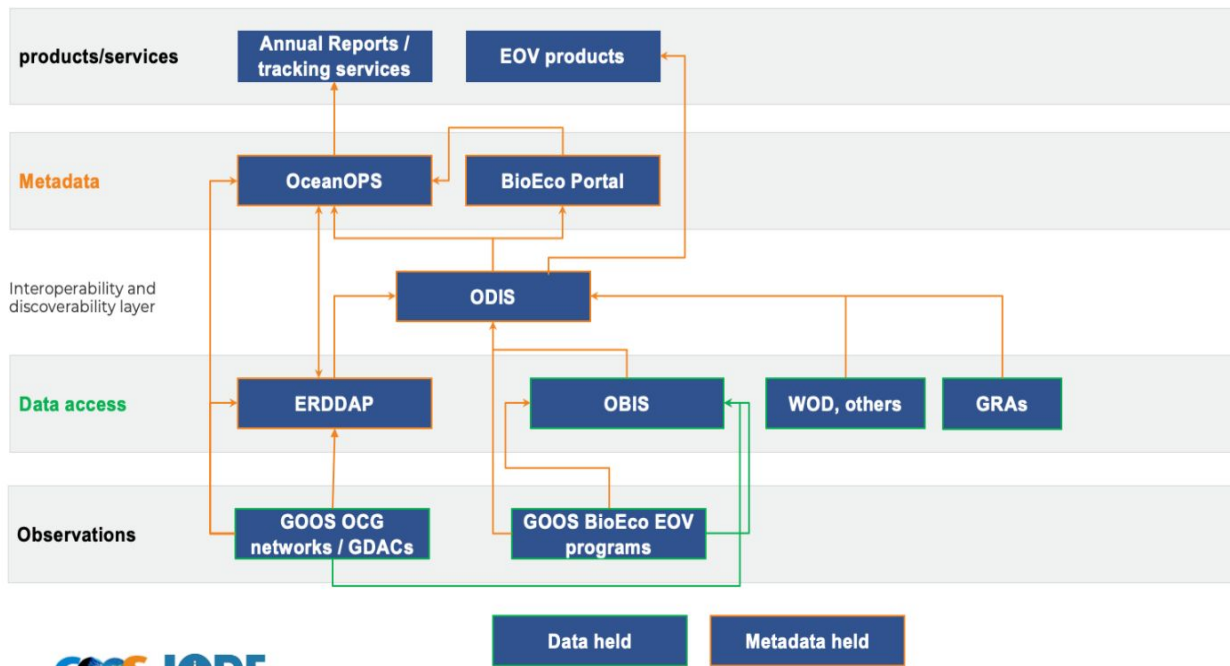 products/services
Annual Reports /
tracking services
EOV products
Metadata
OceanOPS
BioEco Portal
Interoperability and
discoverability layer
ODIS
Data access
ERDDAP
OBIS
WOD, others
GRAs
Observations
GOOS OCG
networks / GDACs
GOOS BioEco EOV
programs
Data held
Metadata held